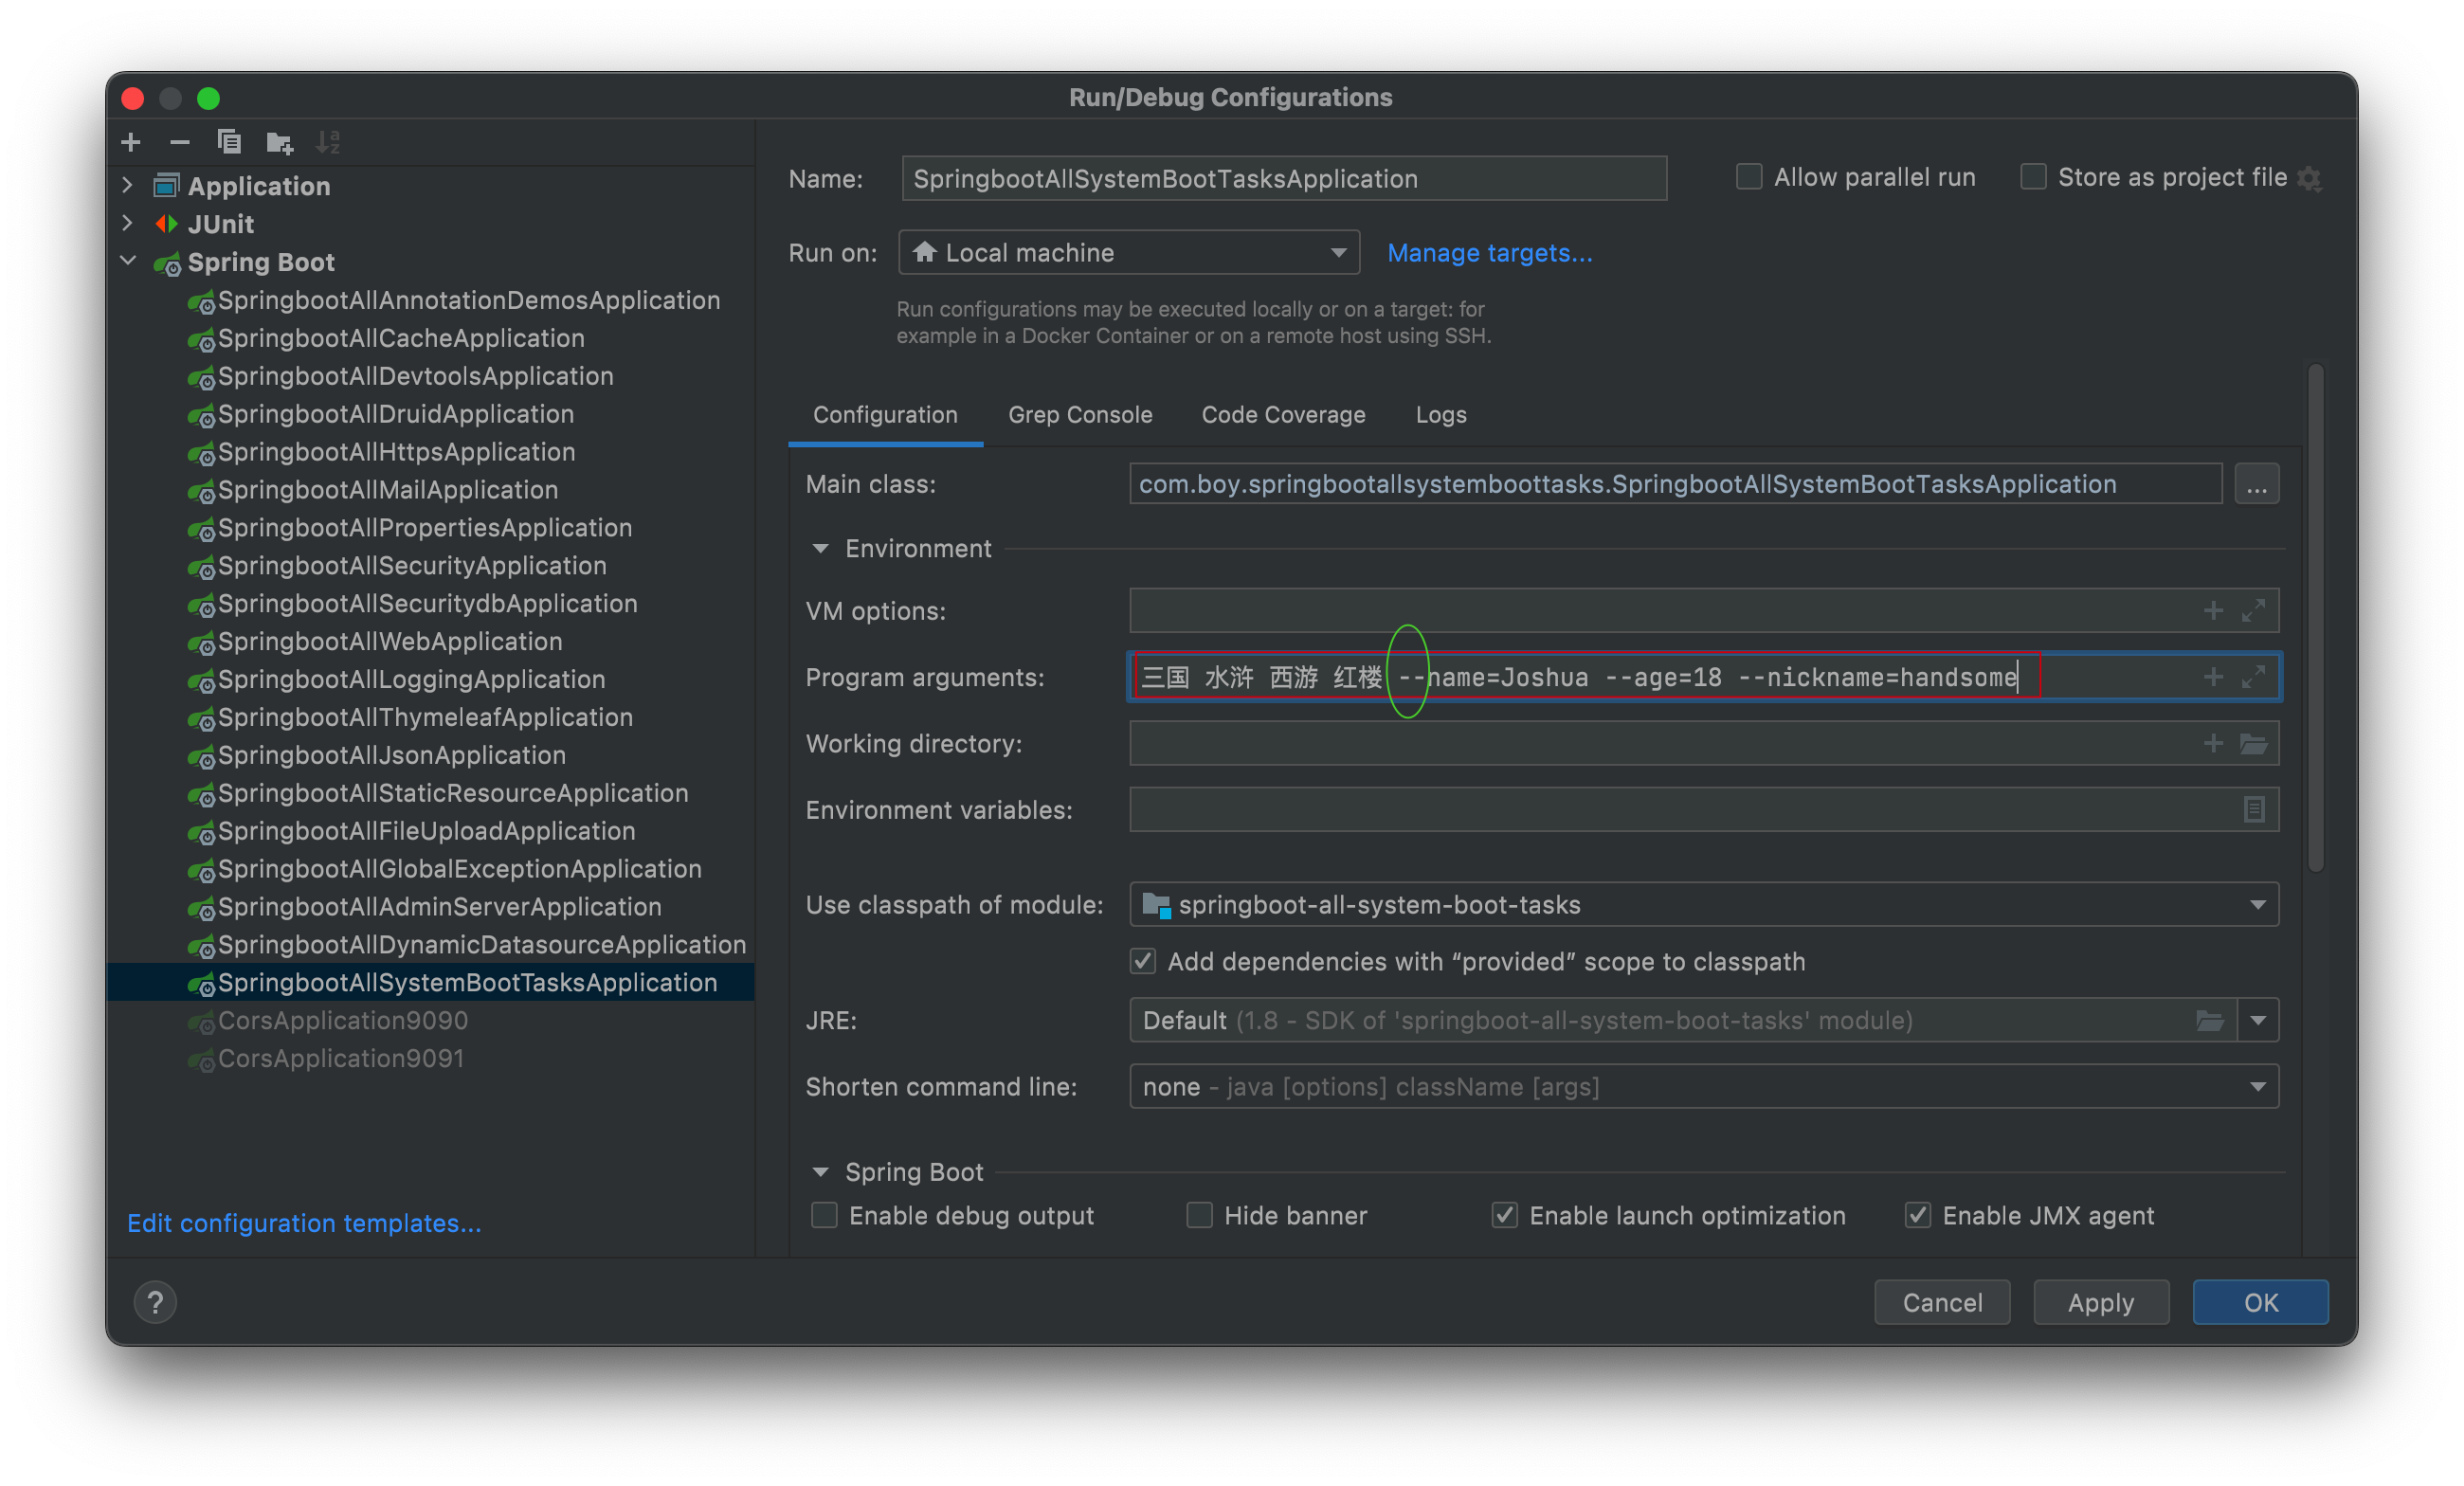 Run/Debug Configurations
Application
JUnit
Spring Boot
SpringbootAllAnnotationDemosApplication
SpringbootAllCacheApplication
SpringbootAllDevtoolsApplication
SpringbootAllDruidApplication
SpringbootAllHttpsApplication
SpringbootAllMailApplication
SpringbootAllPropertiesApplication
SpringbootAllSecurityApplication
SpringbootAllSecuritydbApplication
SpringbootAllWebApplication
SpringbootAllLoggingApplication
SpringbootAllThymeleafApplication
SpringbootAllJsonApplication
SpringbootAllStaticResourceApplication
SpringbootAllFileUploadApplication
SpringbootAllGlobalExceptionApplication
SpringbootAllAdminServerApplication
SpringbootAllDynamicDatasourceApplication
SpringbootAllSystemBootTasksApplication
CorsApplication9090
CorsApplication9091
Edit configuration templates...
Name: SpringbootAllSystemBootTasksApplication Allow parallel run Store as project file
Run on: Local machine Manage targets...
Run configurations may be executed locally or on a target: for
example in a Docker Container or on a remote host using SSH.
Configuration Grep Console Code Coverage Logs
Main class: com.boy.springbootallsystemboottasks.SpringbootAllSystemBootTasksApplication ...
Environment
VM options:
Program arguments: 三国 水浒 西游 红楼 --name=Joshua --age=18 --nickname=handsome
Working directory:
Environment variables:
Use classpath of module: springboot-all-system-boot-tasks
Add dependencies with “provided” scope to classpath
JRE: Default (1.8 - SDK of 'springboot-all-system-boot-tasks' module)
Shorten command line: none - java [options] className [args]
Spring Boot
Enable debug output Hide banner Enable launch optimization Enable JMX agent
? Cancel Apply OK